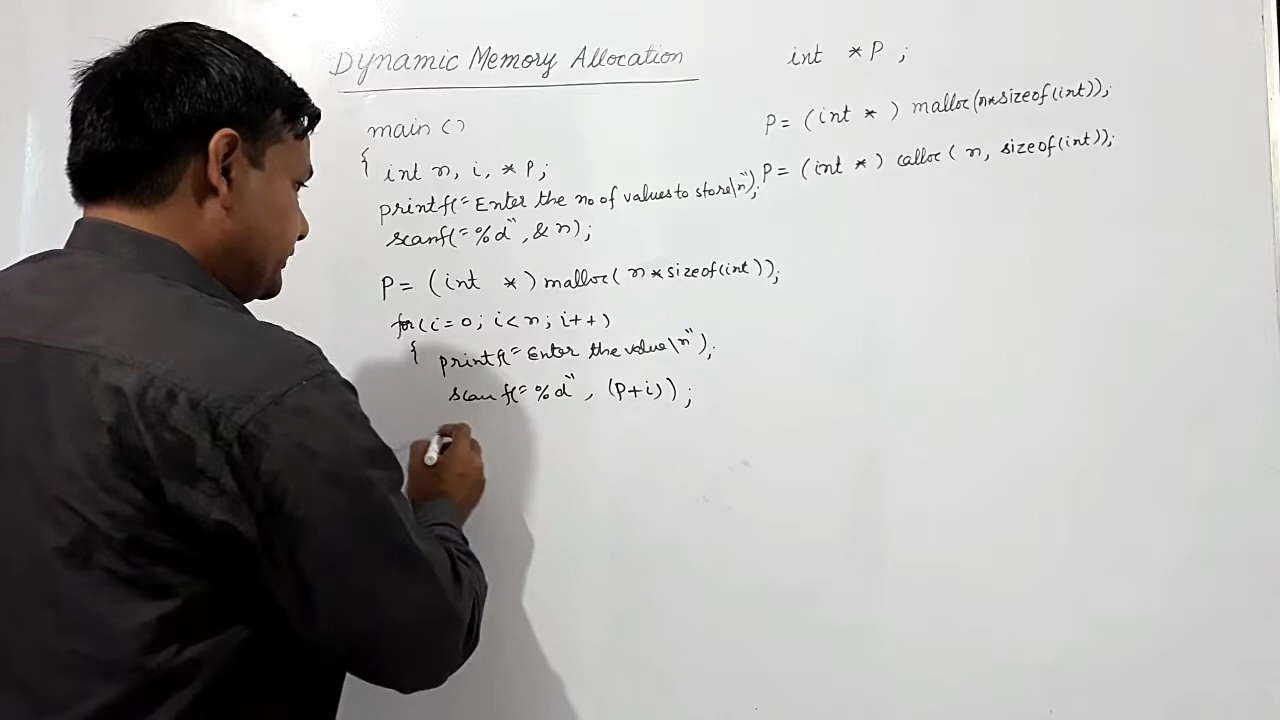 Dynamic Memory Allocation
main ()
{
int n, i, * P;
printf("Enter the no of values to store\n");
scanf("%d", &n);
P = (int *) malloc( n * sizeof(int));
for(i=0; i<n; i++)
{ printf("Enter the value\n");
scanf("%d", (P+i));
int *P ;
P = (int *) malloc(n*sizeof(int));
P = (int *) calloc( n, sizeof(int));